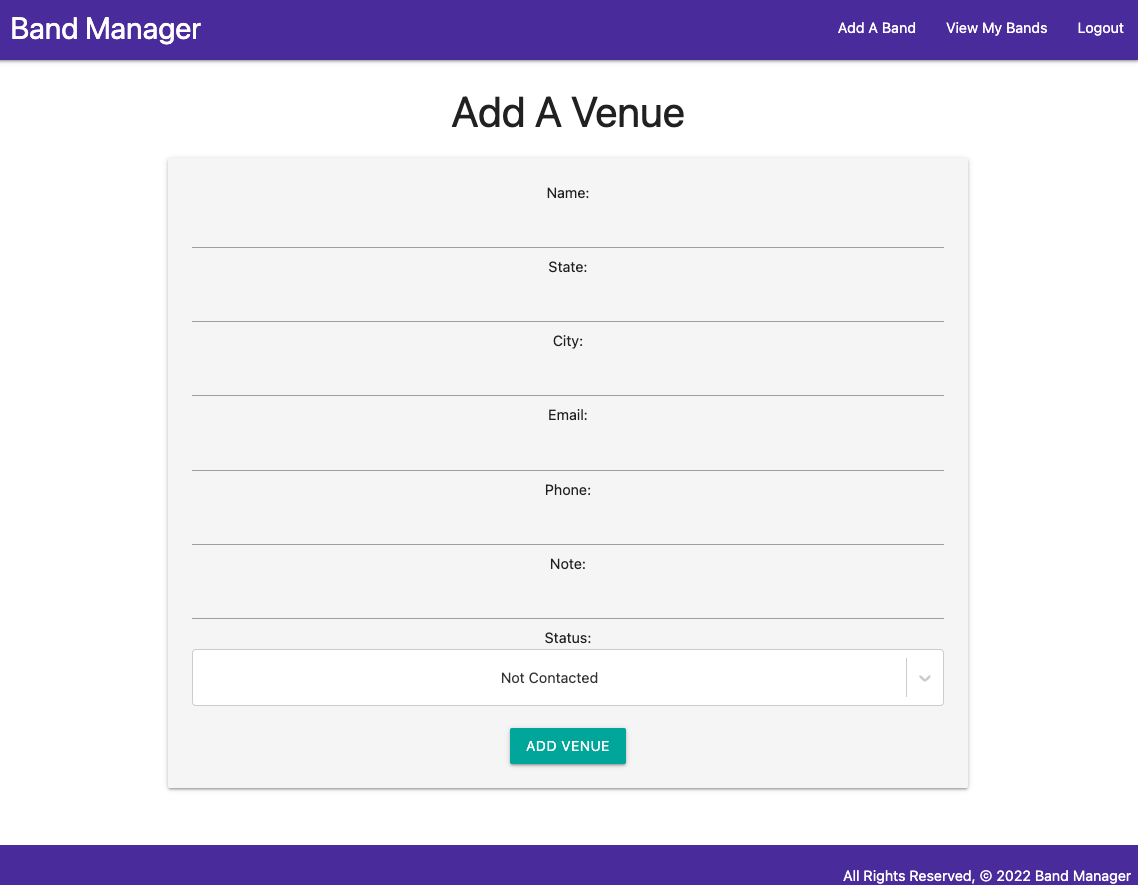 Band Manager
Add A Band
View My Bands
Logout
Add A Venue
Name:
State:
City:
Email:
Phone:
Note:
Status:
Not Contacted
ADD VENUE
All Rights Reserved, © 2022 Band Manager